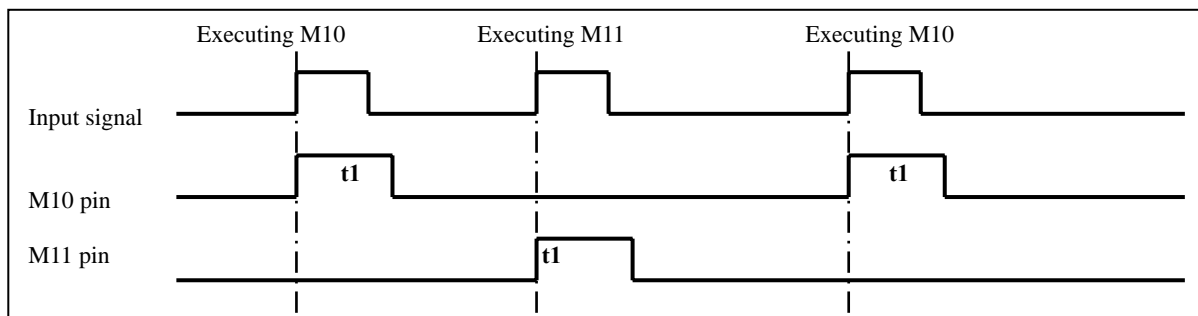 Executing M10 Executing M11 Executing M10
Input signal
t1 t1
M10 pin
M11 pin t1